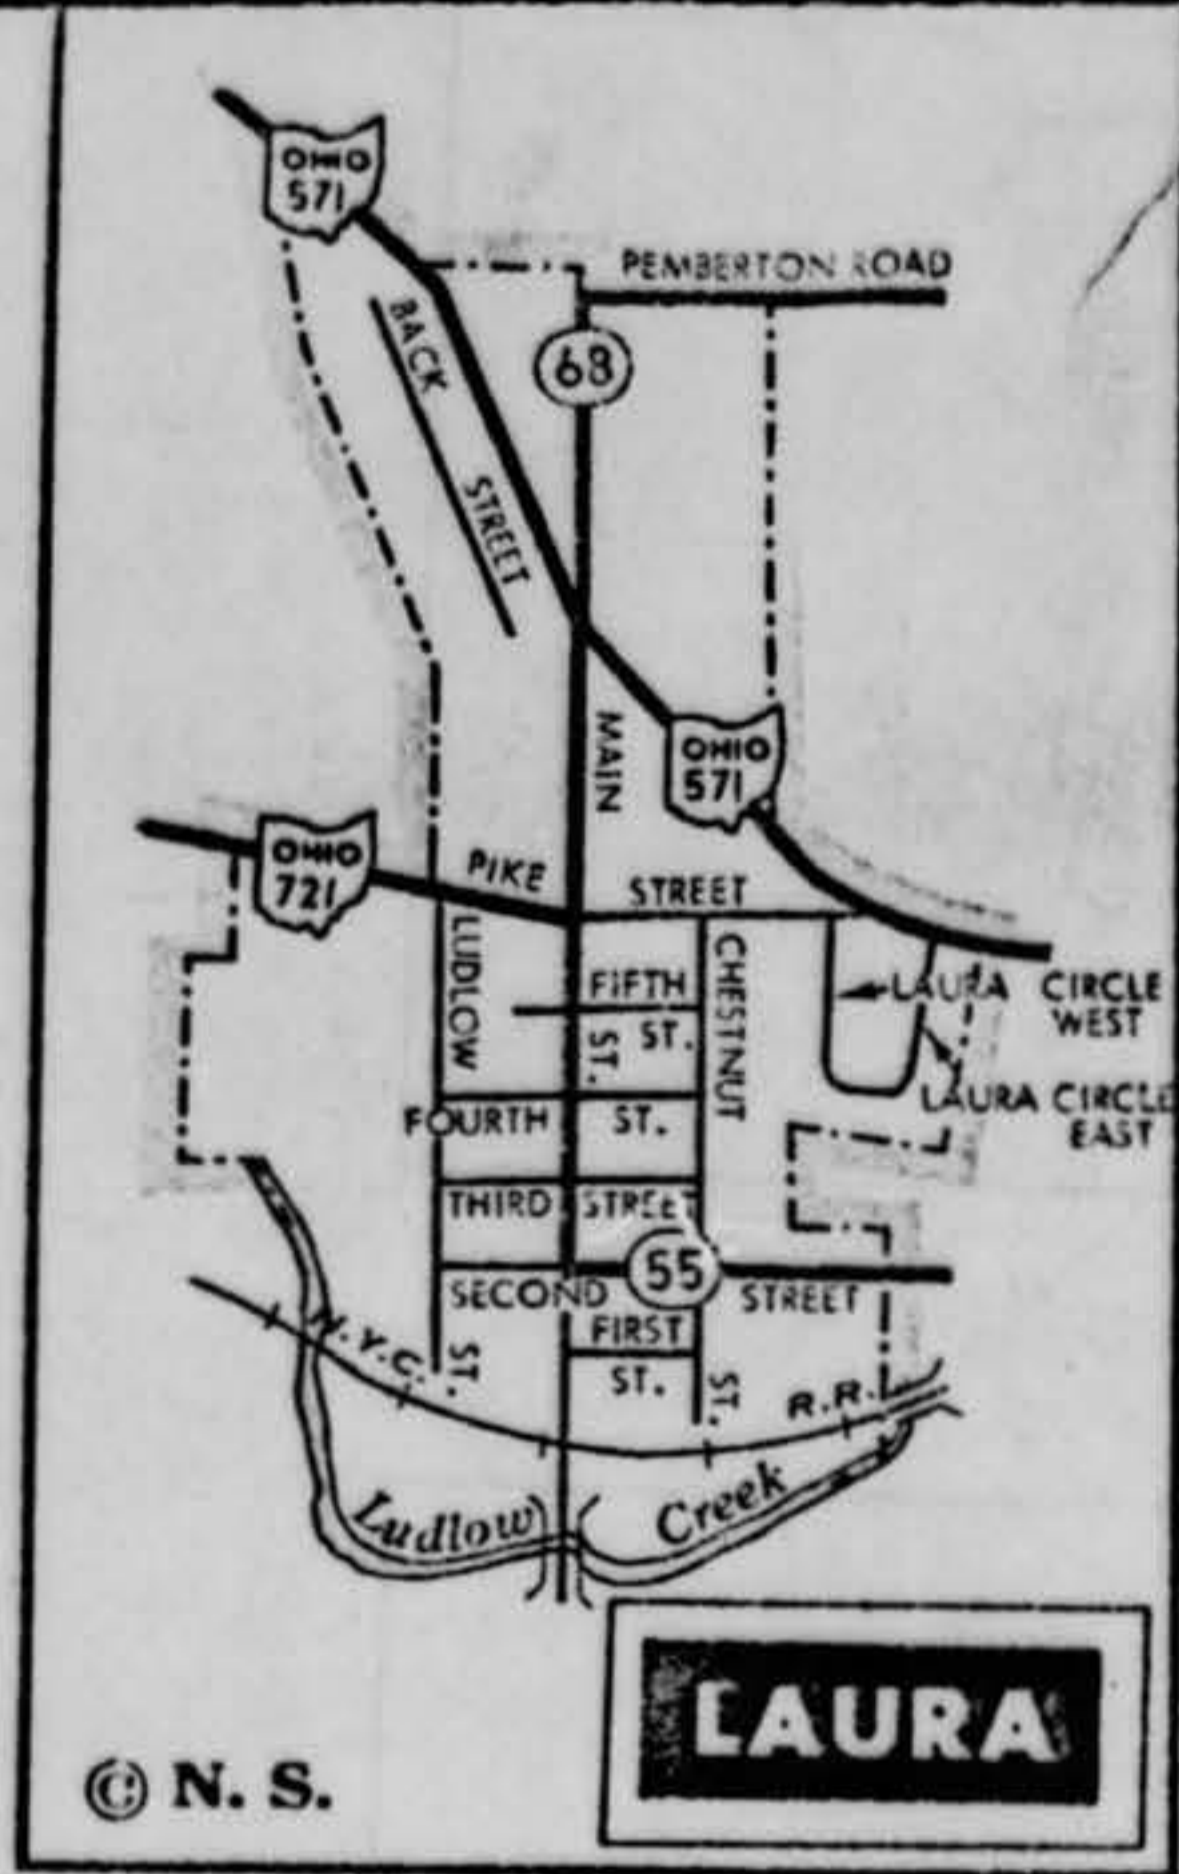 OHIO
571
PEMBERTON ROAD
68
BACK
STREET
MAIN
OHIO
571
OHIO
721
PIKE
STREET
LUDLOW
FIFTH
ST.
ST.
CHESTNUT
LAURA CIRCLE
WEST
LAURA CIRCLE
EAST
FOURTH ST.
THIRD STREET
55
SECOND STREET
FIRST
ST.
ST.
ST.
N.Y.C. R.R.
Ludlow Creek
LAURA
© N. S.